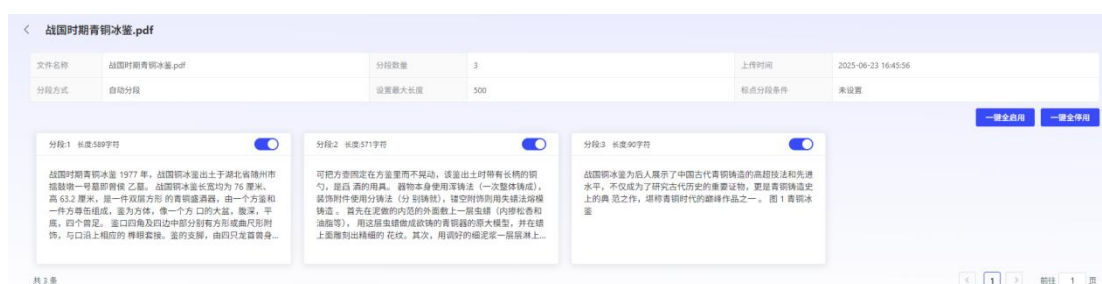 战国时期青铜冰鉴.pdf
文件名称 战国时期青铜冰鉴.pdf 分段数量 3 上传时间 2025-06-23 16:45:56
分段方式 自动分段 设置最大长度 500 标点分段条件 未设置
一键全启用 一键全停用
分段:1 长度:589字符
战国时期青铜冰鉴 1977 年，战国铜冰鉴出土于湖北省随州市
擂鼓墩一号墓即曾侯 乙墓。 战国铜冰鉴长宽均为 76 厘米、
高 63.2 厘米，是一件双层方形 的青铜盛酒器，由一个方鉴和
一件方尊缶组成，鉴为方体，像一个方 口的大盆，腹深，平
底，四个兽足。 鉴口四角及四边中部分别有方形或曲尺形附
饰，与口沿上相应的 榫眼套接。鉴的支脚，由四只龙首兽身...
分段:2 长度:571字符
可把方壶固定在方鉴里而不晃动，该鉴出土时带有长柄的铜
勺，是舀 酒的用具。 器物本身使用浑铸法（一次整体铸成），
装饰附件使用分铸法（分 别铸就），镂空附饰则用失蜡法熔模
铸造 。 首先在泥做的内范的外面敷上一层虫蜡（内掺松香和
油脂等）， 用这层虫蜡做成欲铸的青铜器的原大模型，并在蜡
上面雕刻出精细的 花纹。其次，用调好的细泥浆一层层淋上...
分段:3 长度:90字符
战国铜冰鉴为后人展示了中国古代青铜铸造的高超技法和先进
水平，不仅成为了研究古代历史的重要证物，更是青铜铸造史
上的典 范之作，堪称青铜时代的巅峰作品之一 。 图 1 青铜冰
鉴
共 3 条
1 前往 1 页